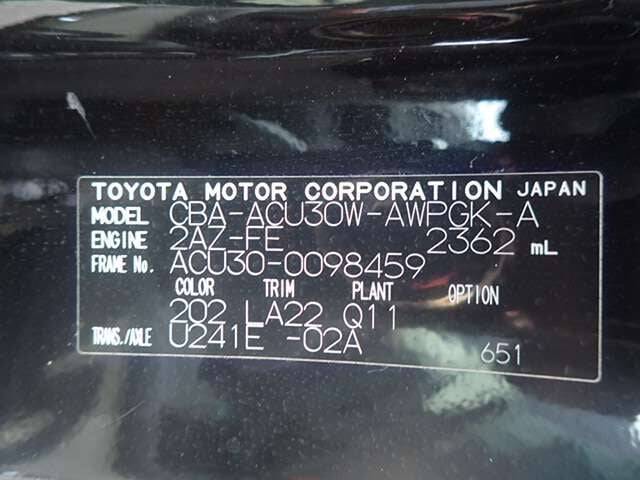 TOYOTA MOTOR CORPORATION JAPAN
MODEL CBA-ACU30W-AWPGK-A
ENGINE 2AZ-FE 2362 mL
FRAME No. ACU30-0098459
COLOR TRIM PLANT OPTION
202 LA22 Q11
TRANS./AXLE U241E -02A 651